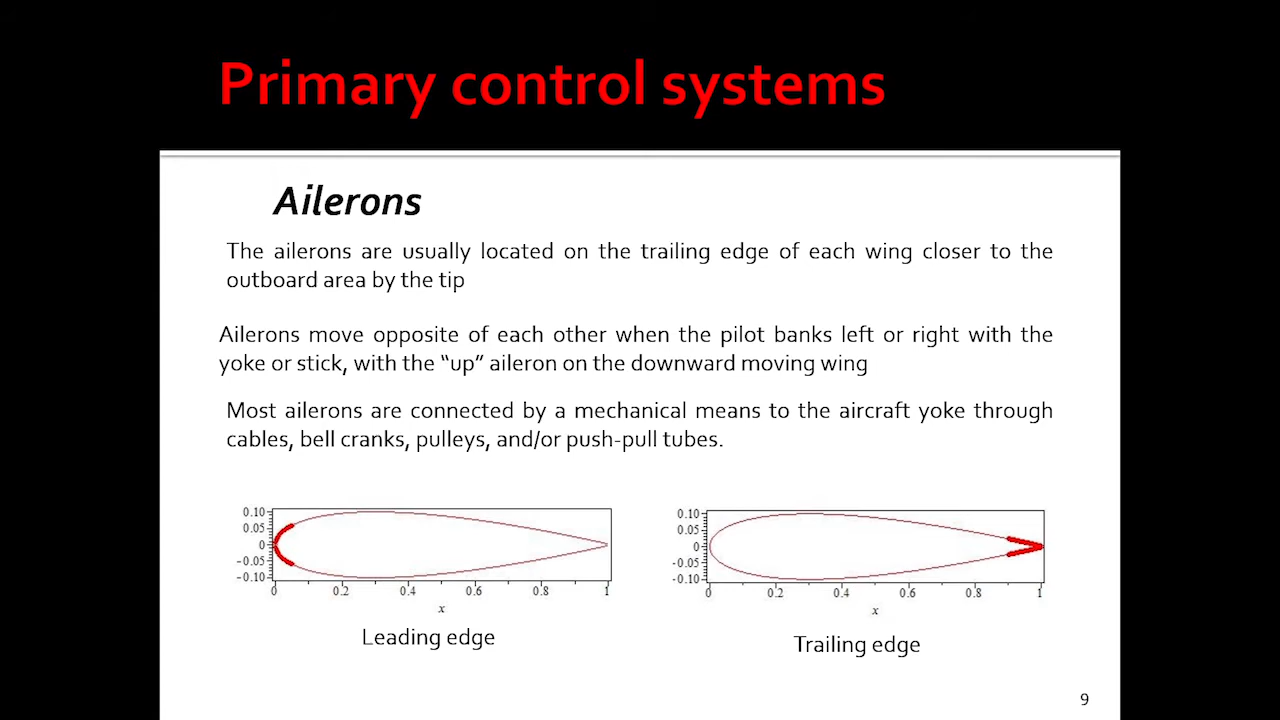 Primary control systems
Ailerons
The ailerons are usually located on the trailing edge of each wing closer to the
outboard area by the tip
Ailerons move opposite of each other when the pilot banks left or right with the
yoke or stick, with the “up” aileron on the downward moving wing
Most ailerons are connected by a mechanical means to the aircraft yoke through
cables, bell cranks, pulleys, and/or push-pull tubes.
0.10
0.05
0
-0.05
-0.10
0 0.2 0.4 0.6 0.8 1
x
Leading edge
0.10
0.05
0
-0.05
-0.10
0 0.2 0.4 0.6 0.8 1
x
Trailing edge
9